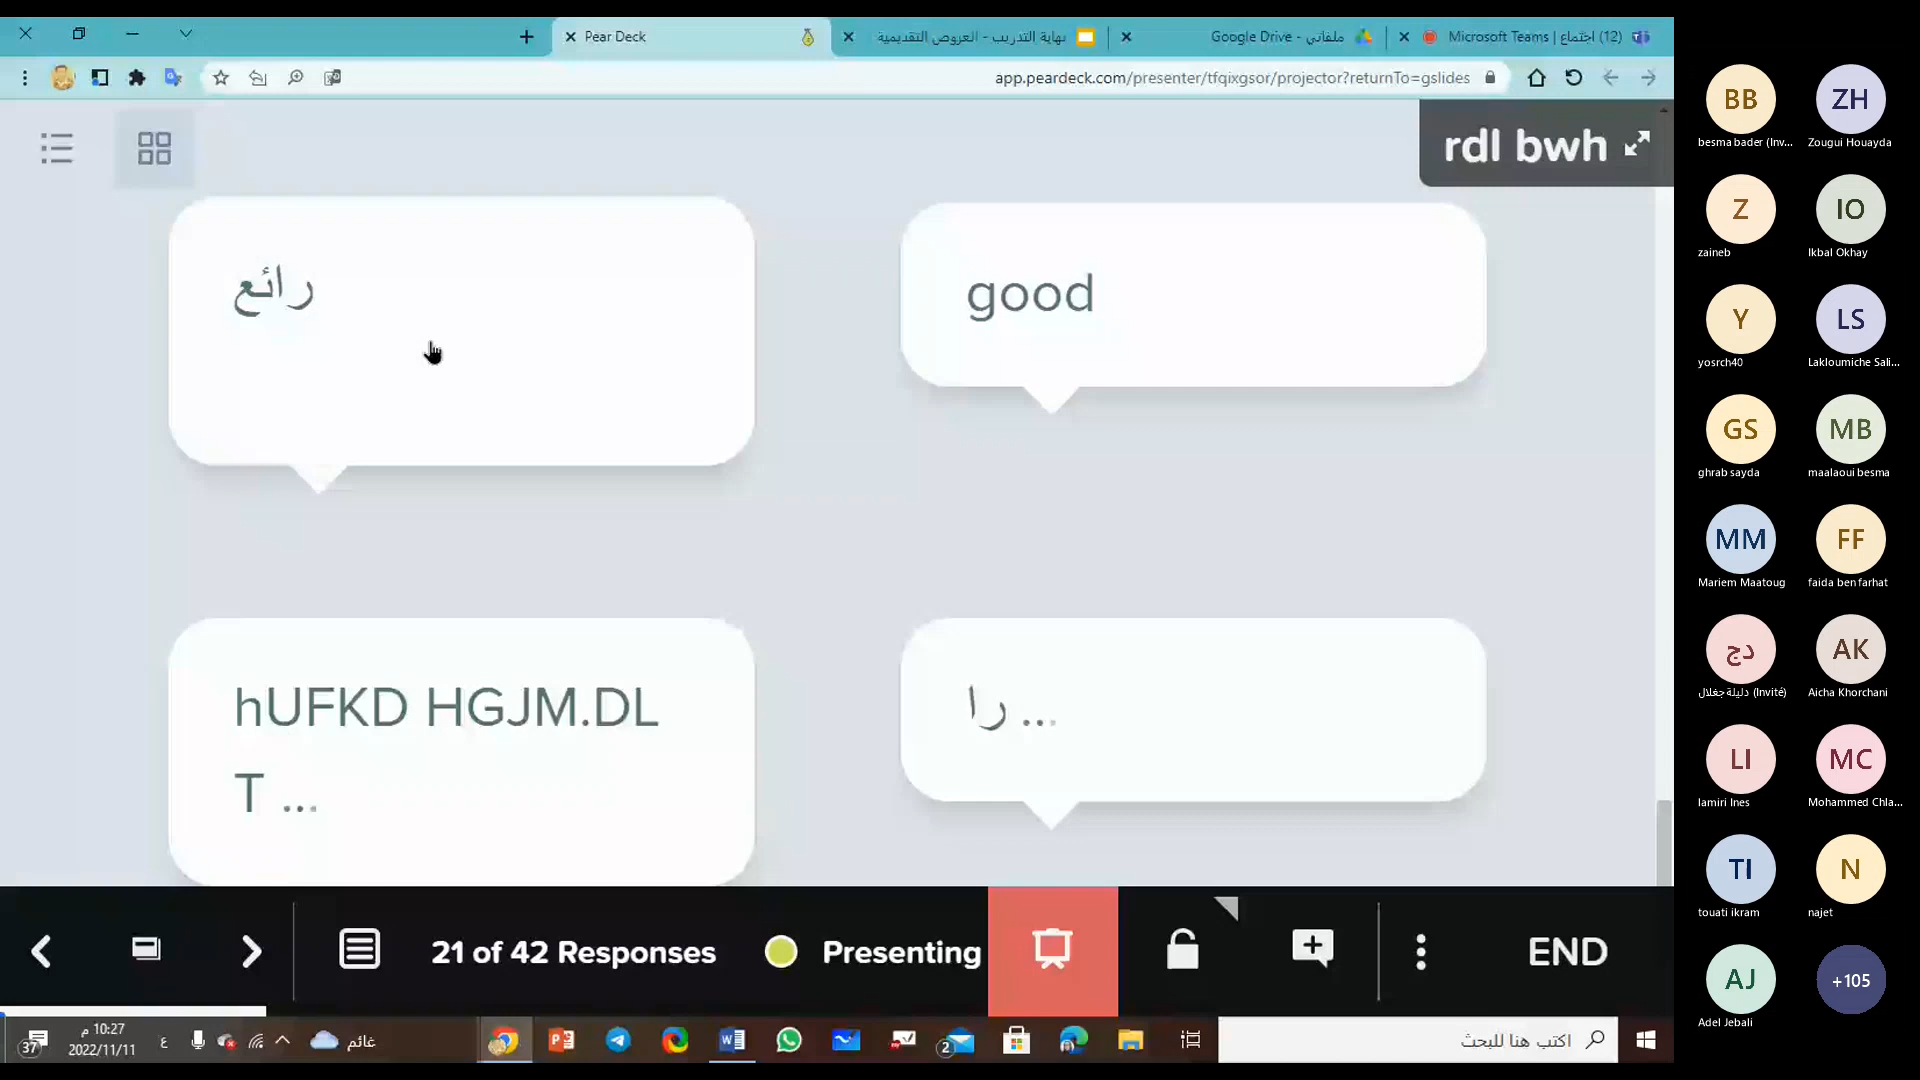 Pear Deck
نهاية التدريب - العروض التقديمية
ملفاتي - Google Drive
(12) اجتماع | Microsoft Teams
app.peardeck.com/presenter/tfqixgsor/projector?returnTo=gslides
rdl bwh
رائع
good
hUFKD HGJM.DL
T ...
را ...
21 of 42 Responses
Presenting
END
37
10:27 م
2022/11/11
ع
غائم
2
اكتب هنا للبحث
BB
besma bader (Inv...
ZH
Zougui Houayda
Z
zaineb
IO
Ikbal Okhay
Y
yosrch40
LS
Lakloumiche Sali...
GS
ghrab sayda
MB
maalaoui besma
MM
Mariem Maatoug
FF
faida ben farhat
دج
دليلة جغلال (Invité)
AK
Aicha Khorchani
LI
lamiri Ines
MC
Mohammed Chla...
TI
touati ikram
N
najet
AJ
Adel Jebali
+105